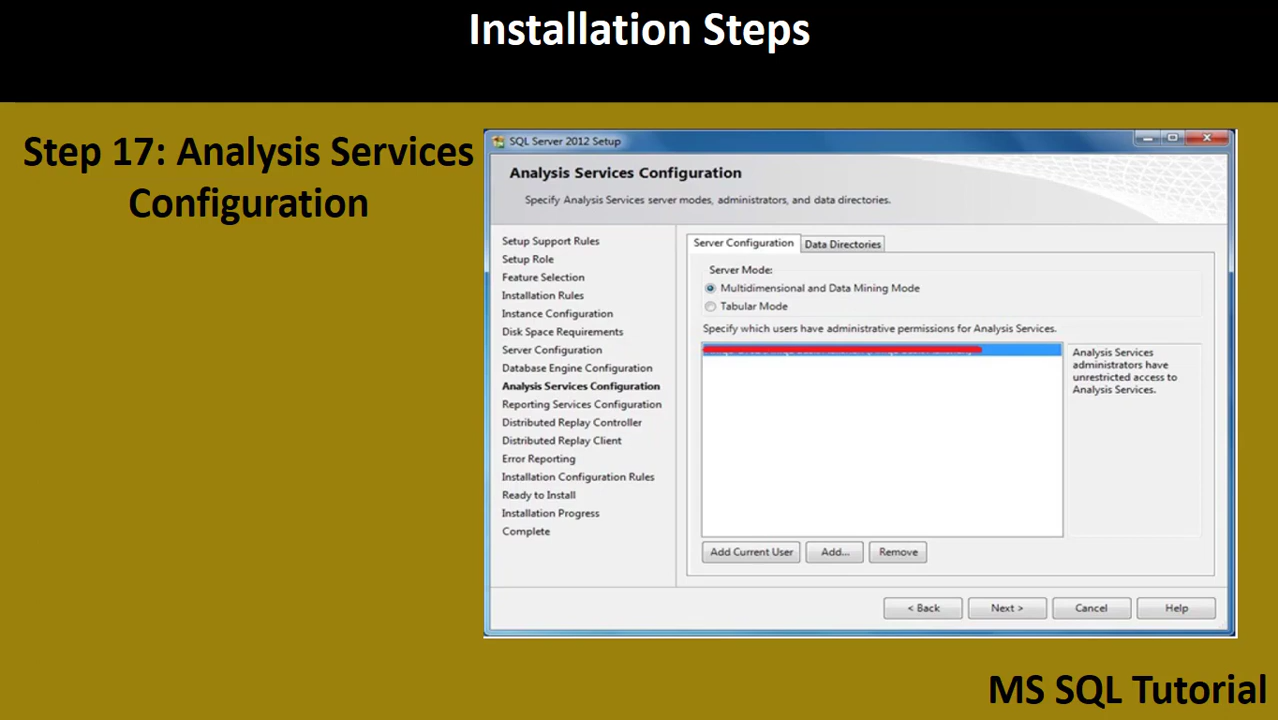 Installation Steps
Step 17: Analysis Services
Configuration
SQL Server 2012 Setup
Analysis Services Configuration
Specify Analysis Services server modes, administrators, and data directories.
Setup Support Rules
Setup Role
Feature Selection
Installation Rules
Instance Configuration
Disk Space Requirements
Server Configuration
Database Engine Configuration
Analysis Services Configuration
Reporting Services Configuration
Distributed Replay Controller
Distributed Replay Client
Error Reporting
Installation Configuration Rules
Ready to Install
Installation Progress
Complete
Server Configuration Data Directories
Server Mode:
Multidimensional and Data Mining Mode
Tabular Mode
Specify which users have administrative permissions for Analysis Services.
Analysis Services
administrators have
unrestricted access to
Analysis Services.
Add Current User Add... Remove
< Back Next > Cancel Help
MS SQL Tutorial